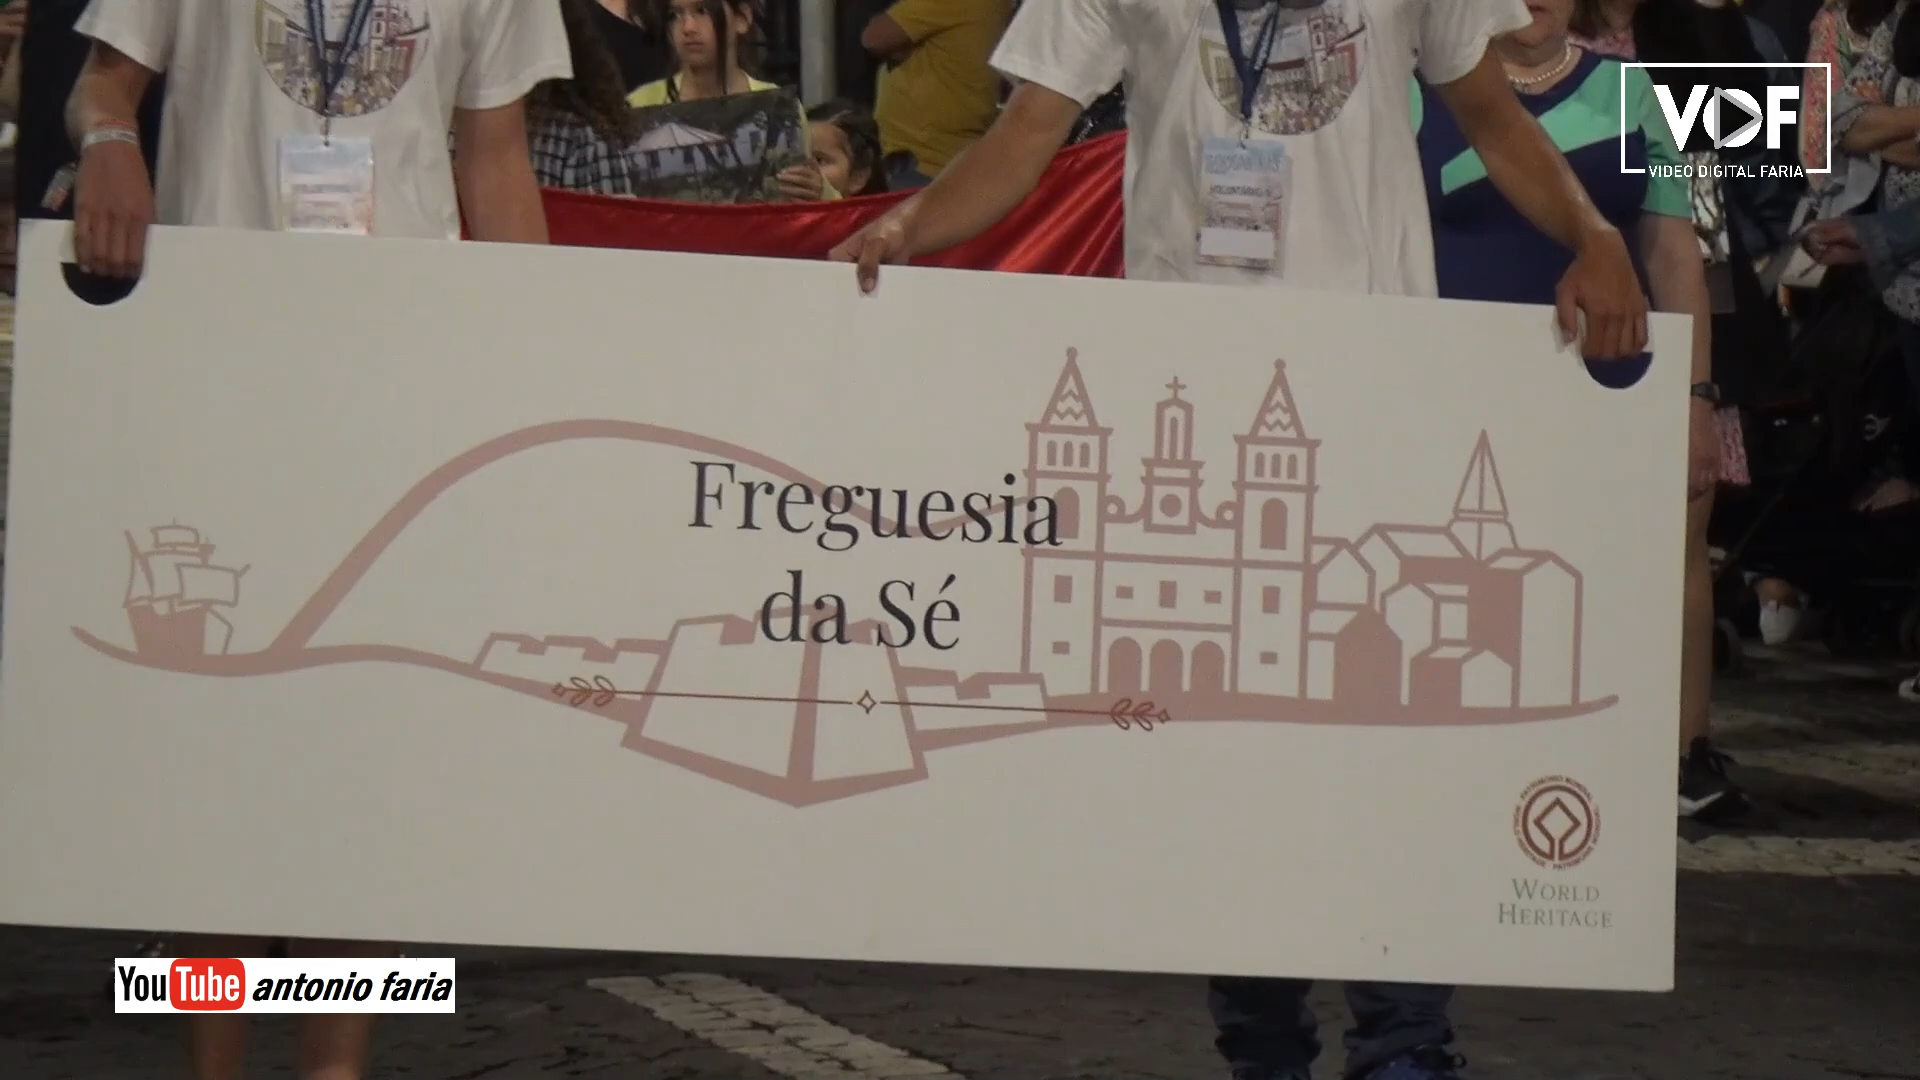 VDF
VIDEO DIGITAL FARIA
Freguesia
da Sé
WORLD
HERITAGE
YouTube antonio faria